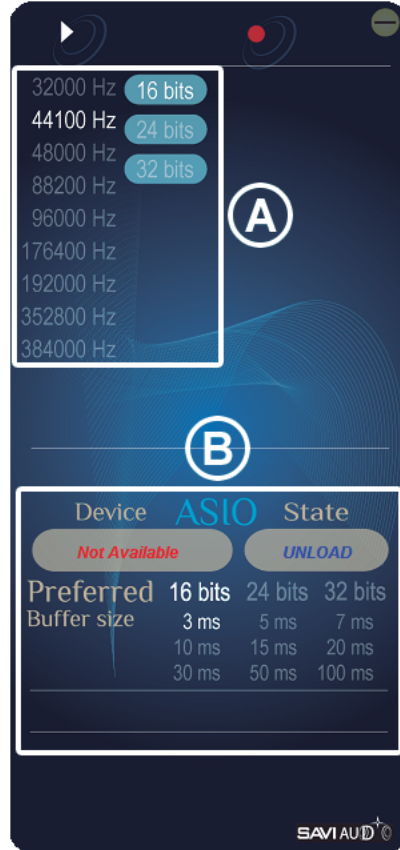 32000 Hz 16 bits
44100 Hz 24 bits
48000 Hz 32 bits
88200 Hz
96000 Hz
176400 Hz
192000 Hz
352800 Hz
384000 Hz
A
B
Device ASIO State
Not Available UNLOAD
Preferred 16 bits 24 bits 32 bits
Buffer size 3 ms 5 ms 7 ms
10 ms 15 ms 20 ms
30 ms 50 ms 100 ms
SAVI AUDIO